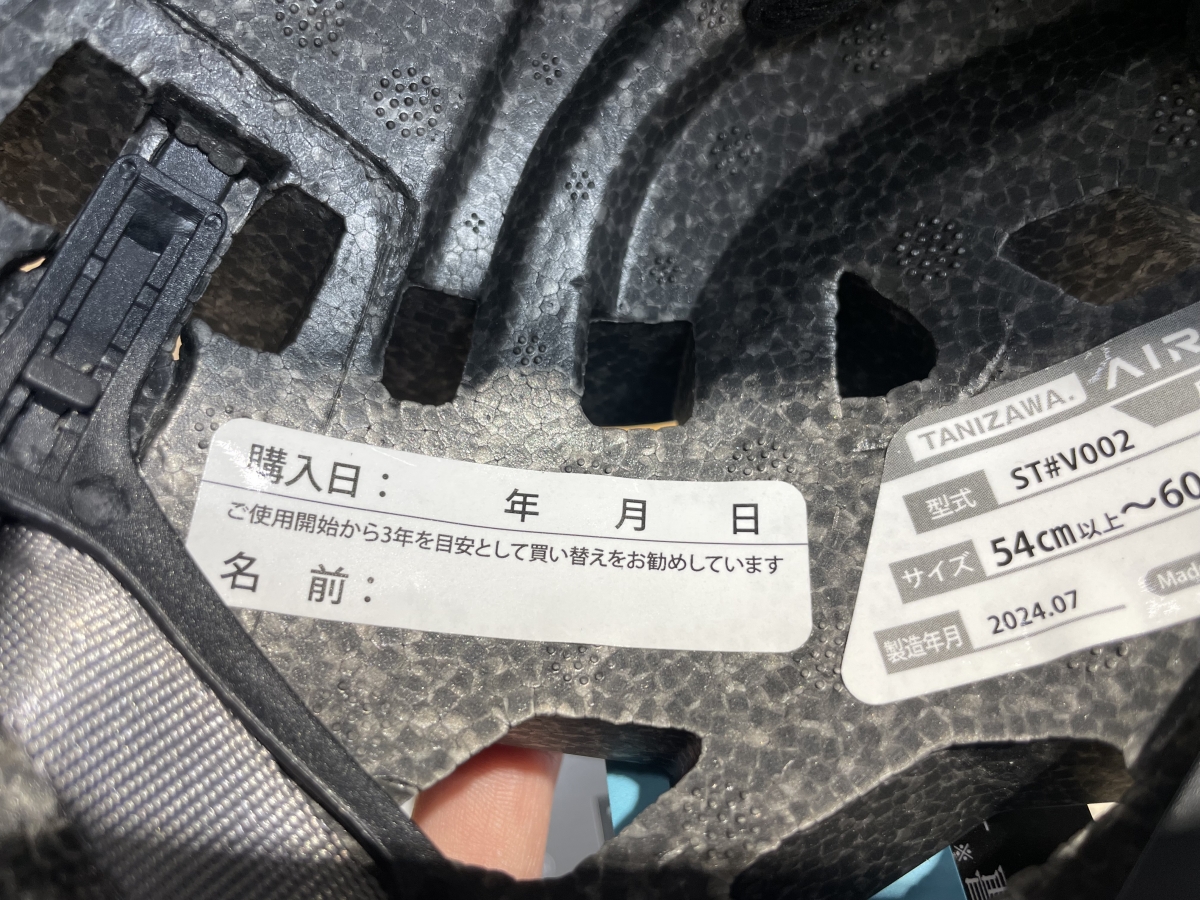 購入日： 年 月 日
ご使用開始から3年を目安として買い替えをお勧めしています
名 前：
TANIZAWA. AIR
型式 ST#V002
サイズ 54cm以上～60
製造年月 2024.07
Mad
※